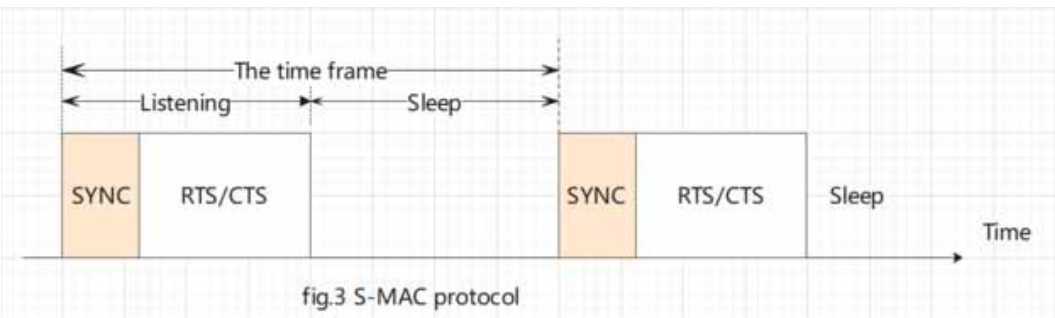 The time frame
Listening
Sleep
SYNC
RTS/CTS
SYNC
RTS/CTS
Sleep
Time
fig.3 S-MAC protocol